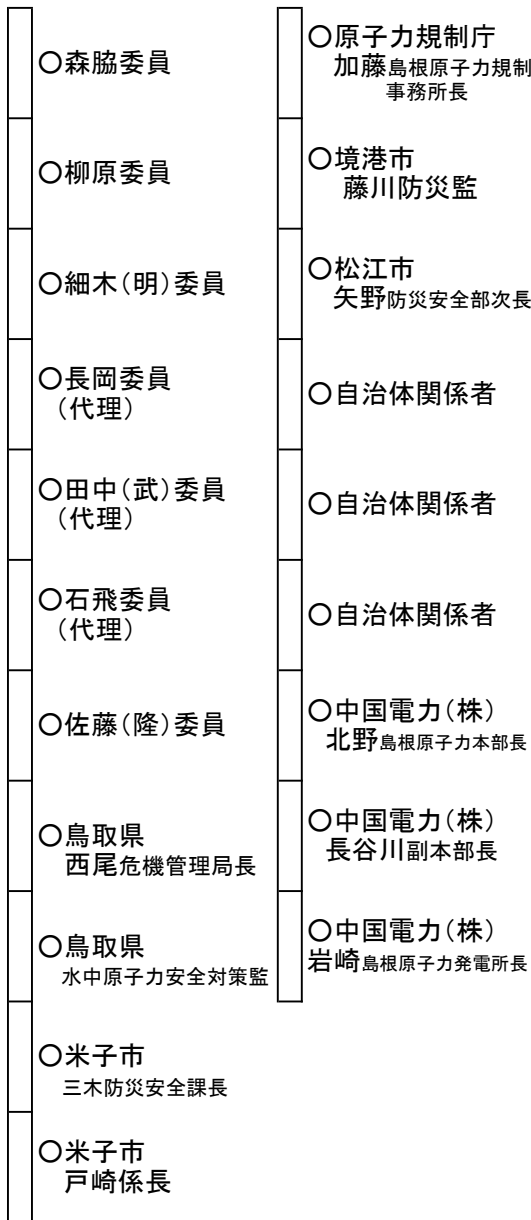 ○森脇委員
○柳原委員
○細木(明)委員
○長岡委員
(代理)
○田中(武)委員
(代理)
○石飛委員
(代理)
○佐藤(隆)委員
○鳥取県
西尾危機管理局長
○鳥取県
水中原子力安全対策監
○米子市
三木防災安全課長
○米子市
戸崎係長
○原子力規制庁
加藤島根原子力規制
事務所長
○境港市
藤川防災監
○松江市
矢野防災安全部次長
○自治体関係者
○自治体関係者
○自治体関係者
○中国電力(株)
北野島根原子力本部長
○中国電力(株)
長谷川副本部長
○中国電力(株)
岩崎島根原子力発電所長